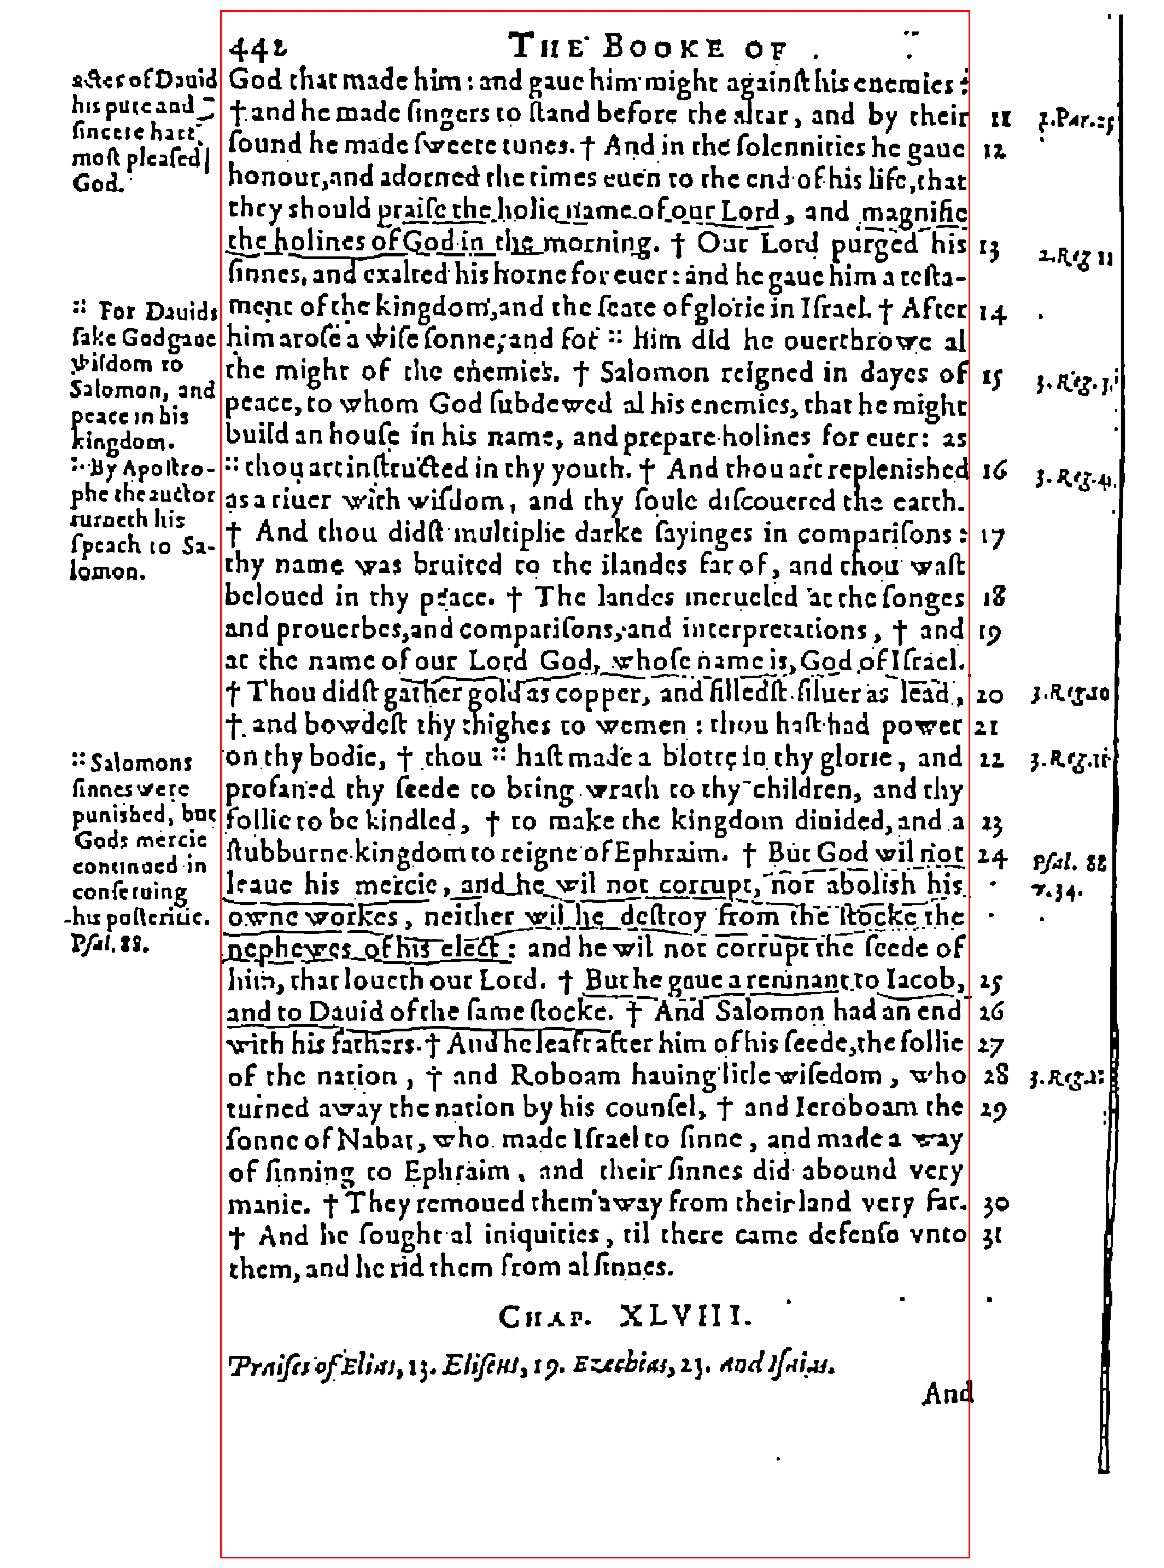 442 THE BOOKE OF
actes of Dauid
his pure and
sincere hart
most pleased
God.
God that made him: and gaue him might against his enemies:
† and he made singers to stand before the altar, and by their 11 1.Par.25
sound he made sweete tunes. † And in the solennities he gaue 12
honour, and adorned the times euen to the end of his life, that
they should praise the holie name of our Lord, and magnifie
the holines of God in the morning. † Our Lord purged his 13 2.Reg 11
sinnes, and exalted his horne for euer: and he gaue him a testa-
ment of the kingdom, and the seate of glorie in Israel. † After 14
:: For Dauids
sake God gaue
wisdom to
Salomon, and
peace in his
kingdom.
him arose a wise sonne, and for :: him did he ouerthrowe al
the might of the enemies. † Salomon reigned in dayes of 15 3.Reg.3
peace, to whom God subdewed al his enemies, that he might
build an house in his name, and prepare holines for euer: as
:: By Apostro-
phe the auctor
turneth his
speach to Sa-
lomon.
:: thou art instructed in thy youth. † And thou art replenished 16 3.Reg.4.
as a riuer with wisdom, and thy soule discouered the earth.
† And thou didst multiplie darke sayinges in comparisons: 17
thy name was bruited to the ilandes far of, and thou wast
beloued in thy peace. † The landes merueled at the songes 18
and prouerbes, and comparisons, and interpretations, † and 19
at the name of our Lord God, whose name is, God of Israel.
† Thou didst gather gold as copper, and filledst siluer as lead, 20 3.Reg.10
† and bowdest thy thighes to wemen: thou hast had power 21
:: Salomons
sinnes were
punished, but
Gods mercie
continued in
conseruing
his posteritie.
Psal. 88.
on thy bodie, † thou :: hast made a blotte in thy glorie, and 22 3.Reg.11
profaned thy seede to bring wrath to thy children, and thy
follie to be kindled, † to make the kingdom diuided, and a 23
stubburne kingdom to reigne of Ephraim. † But God wil not 24 Psal. 88
leaue his mercie, and he wil not corrupt, nor abolish his v.34.
owne workes, neither wil he destroy from the stocke the
nephewes of his elect: and he wil not corrupt the seede of
him, that loueth our Lord. † But he gaue a remnant to Iacob, 25
and to Dauid of the same stocke. † And Salomon had an end 26
with his fathers. † And he leaft after him of his seede, the follie 27
of the nation, † and Roboam hauing litle wisedom, who 28
turned away the nation by his counsel, † and Ieroboam the 29
sonne of Nabat, who made Israel to sinne, and made a way
of sinning to Ephraim, and their sinnes did abound very
manie. † They remoued them away from their land very far. 30
† And he sought al iniquities, til there came defense vnto 31
them, and he rid them from al sinnes.
CHAP. XLVIII.
Praises of Elias, 13. Eliseus, 19. Ezechias, 23. And Isaias.
And